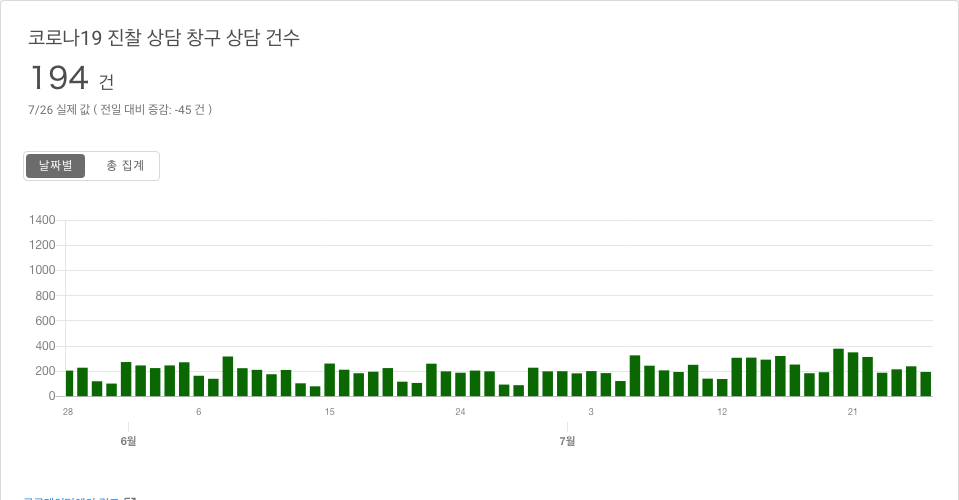 코로나19 진찰 상담 창구 상담 건수
194 건
7/26 실제 값 ( 전일 대비 증감: -45 건 )
날짜별 총 집계
1400
1200
1000
800
600
400
200
0
28 6 15 24 3 12 21
6월 7월